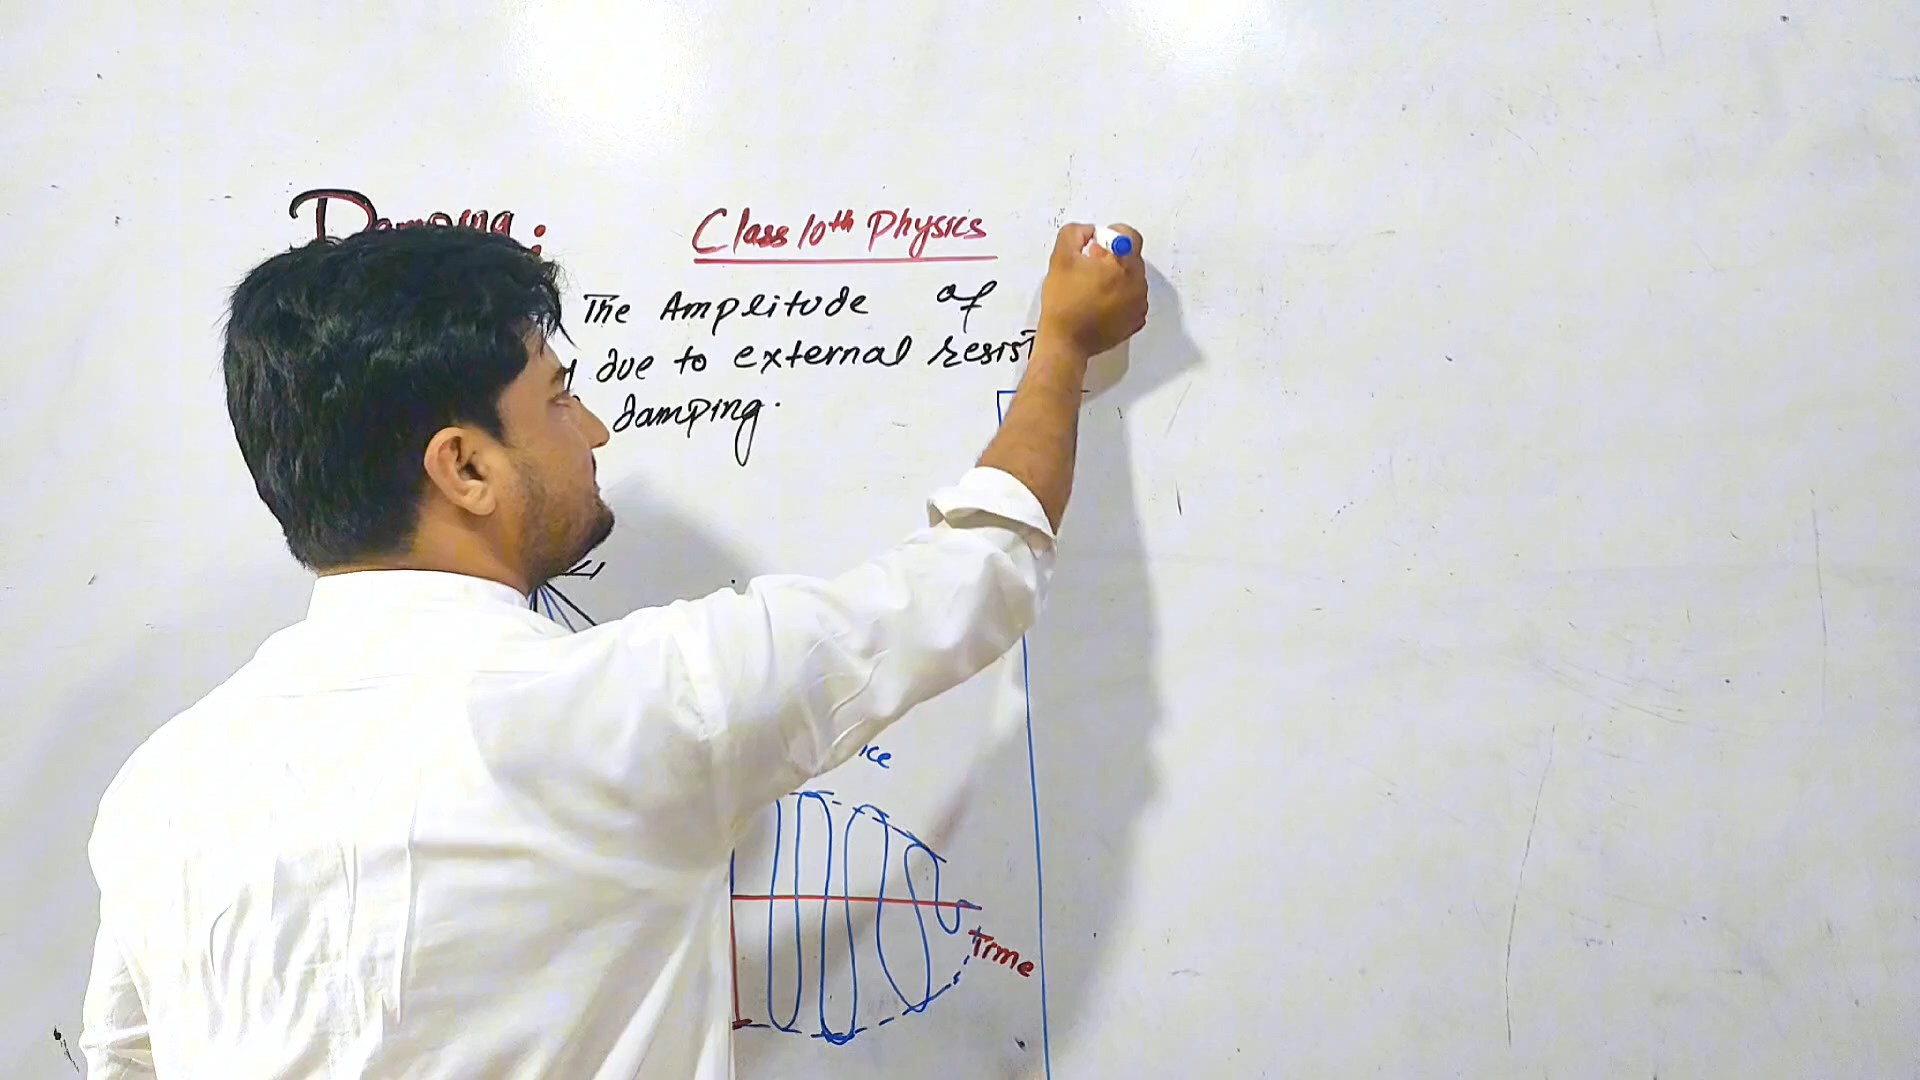 Damping:
Class 10th Physics
The Amplitude of
due to external resist
damping.
Time